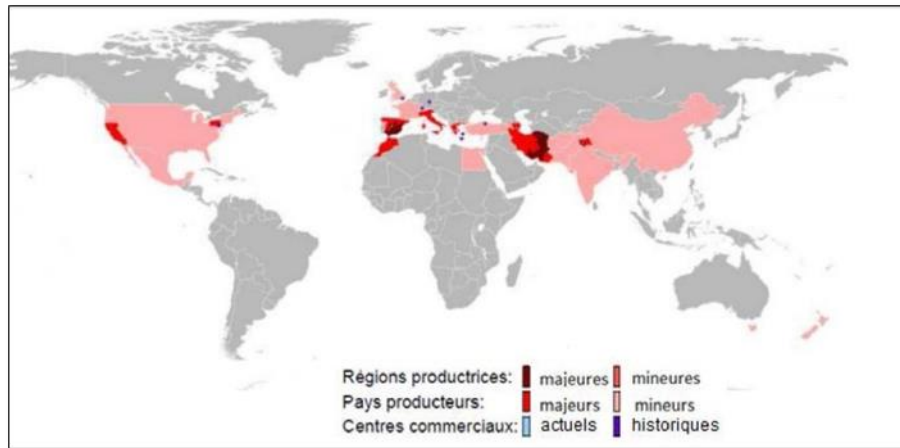 Régions productrices: majeures mineures
Pays producteurs: majeurs mineurs
Centres commerciaux: actuels historiques